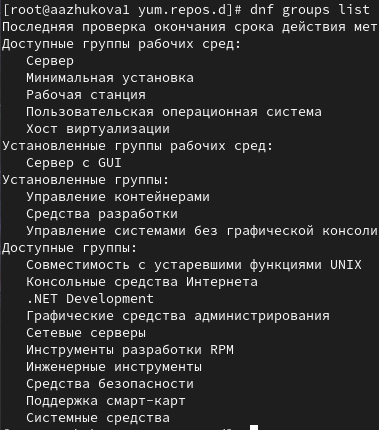 [root@aazhukova1 yum.repos.d]# dnf groups list
Последняя проверка окончания срока действия мет
Доступные группы рабочих сред:
Сервер
Минимальная установка
Рабочая станция
Пользовательская операционная система
Хост виртуализации
Установленные группы рабочих сред:
Сервер с GUI
Установленные группы:
Управление контейнерами
Средства разработки
Управление системами без графической консоли
Доступные группы:
Совместимость с устаревшими функциями UNIX
Консольные средства Интернета
.NET Development
Графические средства администрирования
Сетевые серверы
Инструменты разработки RPM
Инженерные инструменты
Средства безопасности
Поддержка смарт-карт
Системные средства